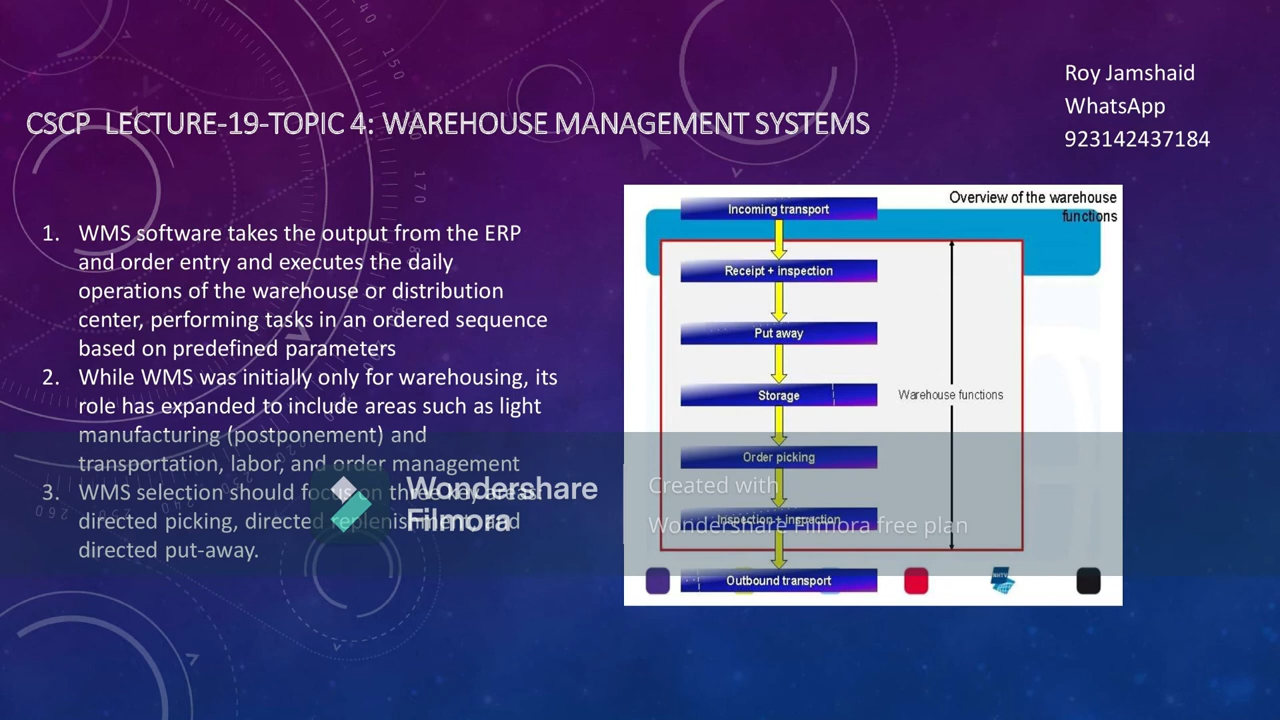 CSCP LECTURE-19-TOPIC 4: WAREHOUSE MANAGEMENT SYSTEMS
Roy Jamshaid
WhatsApp
923142437184
1. WMS software takes the output from the ERP
and order entry and executes the daily
operations of the warehouse or distribution
center, performing tasks in an ordered sequence
based on predefined parameters
2. While WMS was initially only for warehousing, its
role has expanded to include areas such as light
manufacturing (postponement) and
transportation, labor, and order management
3. WMS selection should focus on three key areas:
directed picking, directed replenishment, and
directed put-away.
Overview of the warehouse
functions
Incoming transport
Receipt + inspection
Put away
Storage
Order picking
Inspection + inspection
Outbound transport
Warehouse functions
Wondershare
Filmora
Created with
Wondershare Filmora free plan
140
150
170
260